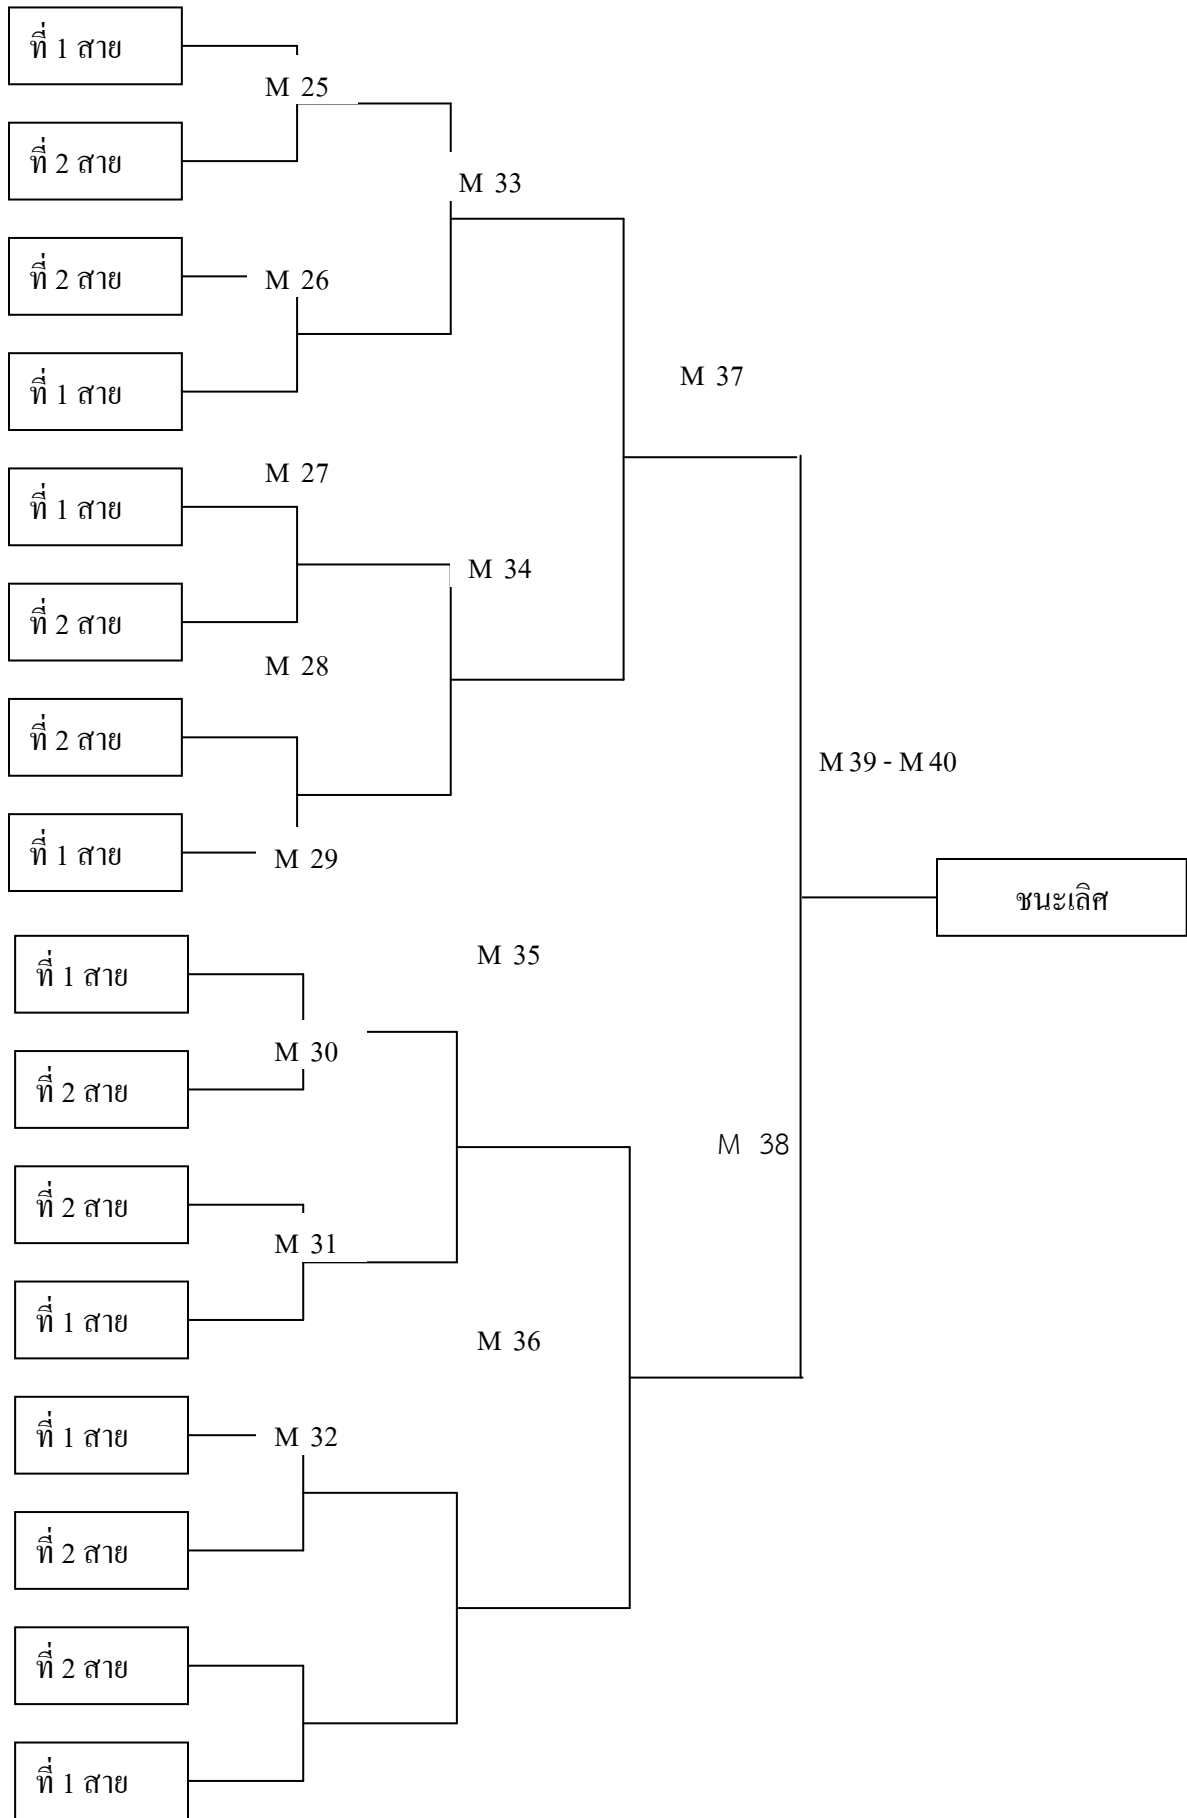 ที่ 1 สาย
M 25
ที่ 2 สาย
M 33
ที่ 2 สาย
M 26
ที่ 1 สาย
M 37
M 27
ที่ 1 สาย
M 34
ที่ 2 สาย
M 28
ที่ 2 สาย
M 39 - M 40
ที่ 1 สาย
M 29
ชนะเลิศ
M 35
ที่ 1 สาย
M 30
ที่ 2 สาย
M 38
ที่ 2 สาย
M 31
ที่ 1 สาย
M 36
ที่ 1 สาย
M 32
ที่ 2 สาย
ที่ 2 สาย
ที่ 1 สาย